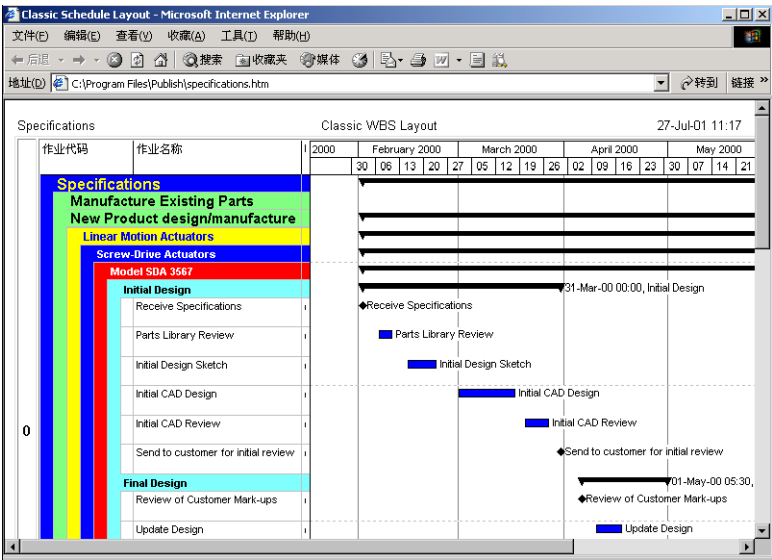 Classic Schedule Layout - Microsoft Internet Explorer
文件(F) 编辑(E) 查看(V) 收藏(A) 工具(T) 帮助(H)
后退 搜索 收藏夹 媒体
地址(D) C:\Program Files\Publish\specifications.htm 转到 链接 »
Specifications Classic WBS Layout 27-Jul-01 11:17
作业代码 作业名称 2000 February 2000 March 2000 April 2000 May 2000
30 06 13 20 27 05 12 19 26 02 09 16 23 30 07 14 21
Specifications
Manufacture Existing Parts
New Product design/manufacture
Linear Motion Actuators
Screw-Drive Actuators
Model SDA 3567
Initial Design 31-Mar-00 00:00, Initial Design
Receive Specifications Receive Specifications
Parts Library Review Parts Library Review
Initial Design Sketch Initial Design Sketch
Initial CAD Design Initial CAD Design
Initial CAD Review Initial CAD Review
0
Send to customer for initial review Send to customer for initial review
Final Design 01-May-00 05:30,
Review of Customer Mark-ups Review of Customer Mark-ups
Update Design Update Design